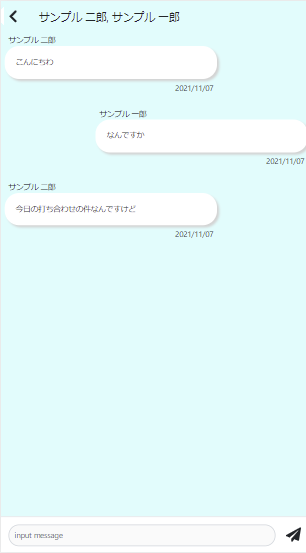 サンプル 二郎, サンプル 一郎
サンプル 二郎
こんにちわ
2021/11/07
サンプル 一郎
なんですか
2021/11/07
サンプル 二郎
今日の打ち合わせの件なんですけど
2021/11/07
input message